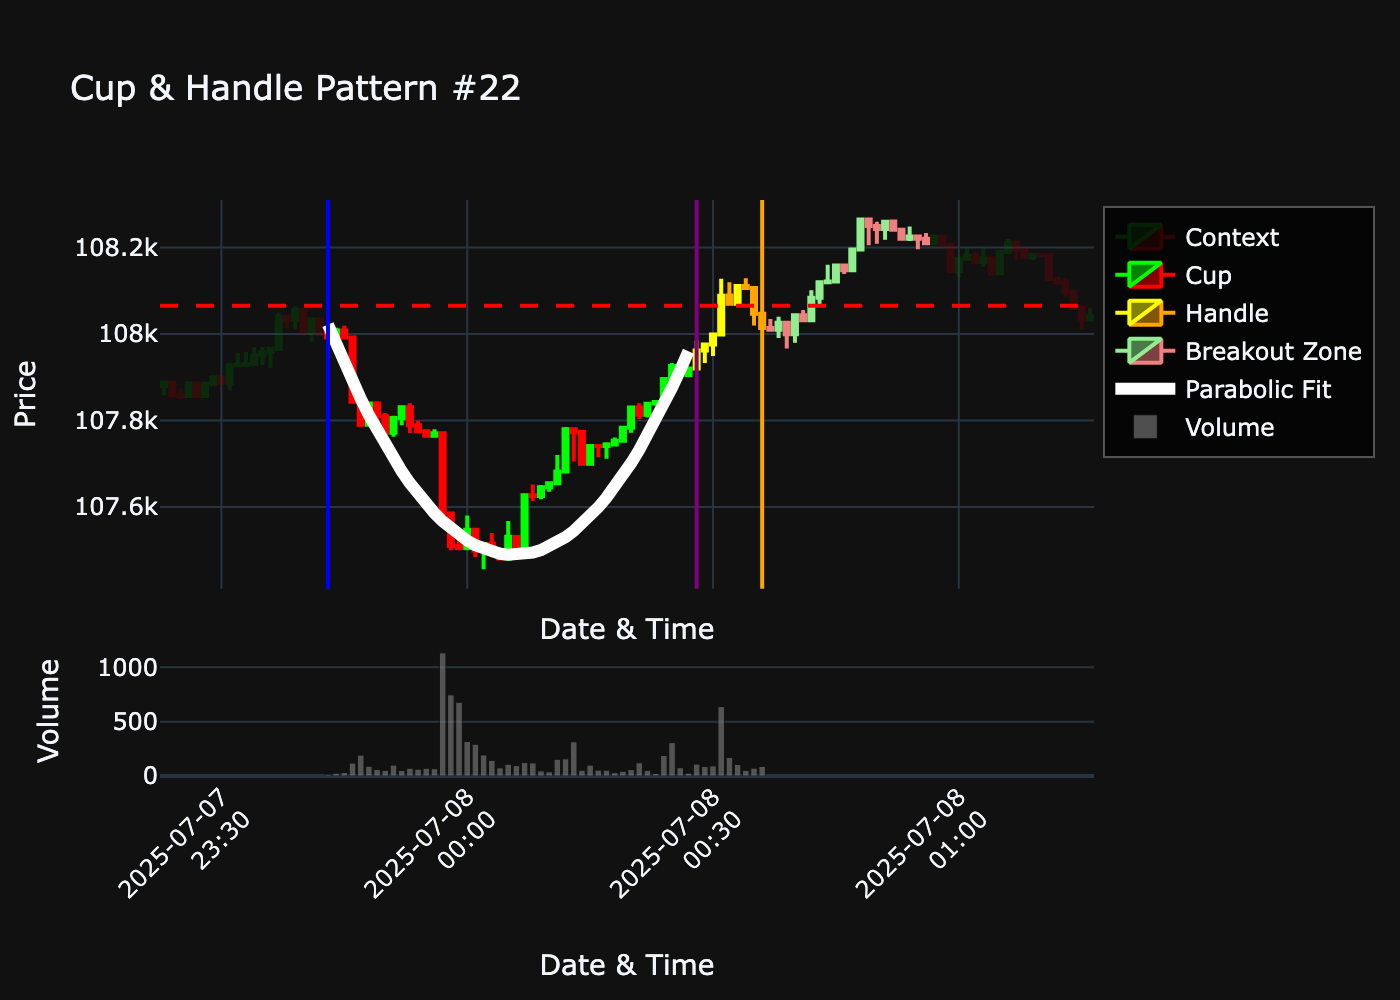 Cup & Handle Pattern #22
108.2k
108k
107.8k
107.6k
Price
Date & Time
Context
Cup
Handle
Breakout Zone
Parabolic Fit
Volume
1000
500
0
Volume
2025-07-07
23:30
2025-07-08
00:00
2025-07-08
00:30
2025-07-08
01:00
Date & Time